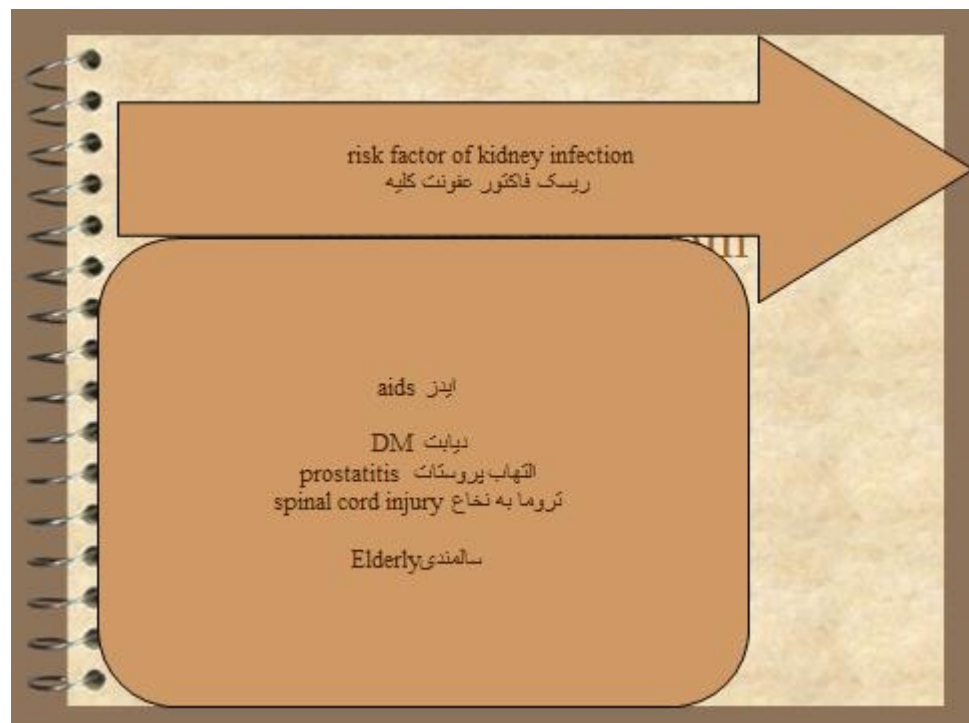 risk factor of kidney infection
ریسک فاکتور عفونت کلیه
aids ایدز
DM دیابت
prostatitis التهاب پروستات
spinal cord injury تروما به نخاع
Elderlyسالمندی